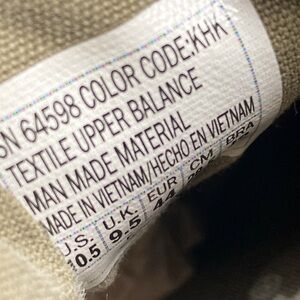 SN 64598 COLOR CODE:KHK
TEXTILE UPPER BALANCE
MAN MADE MATERIAL
MADE IN VIETNAM/HECHO EN VIETNAM
U.S. U.K. EUR CM BRA
10.5 9.5 44